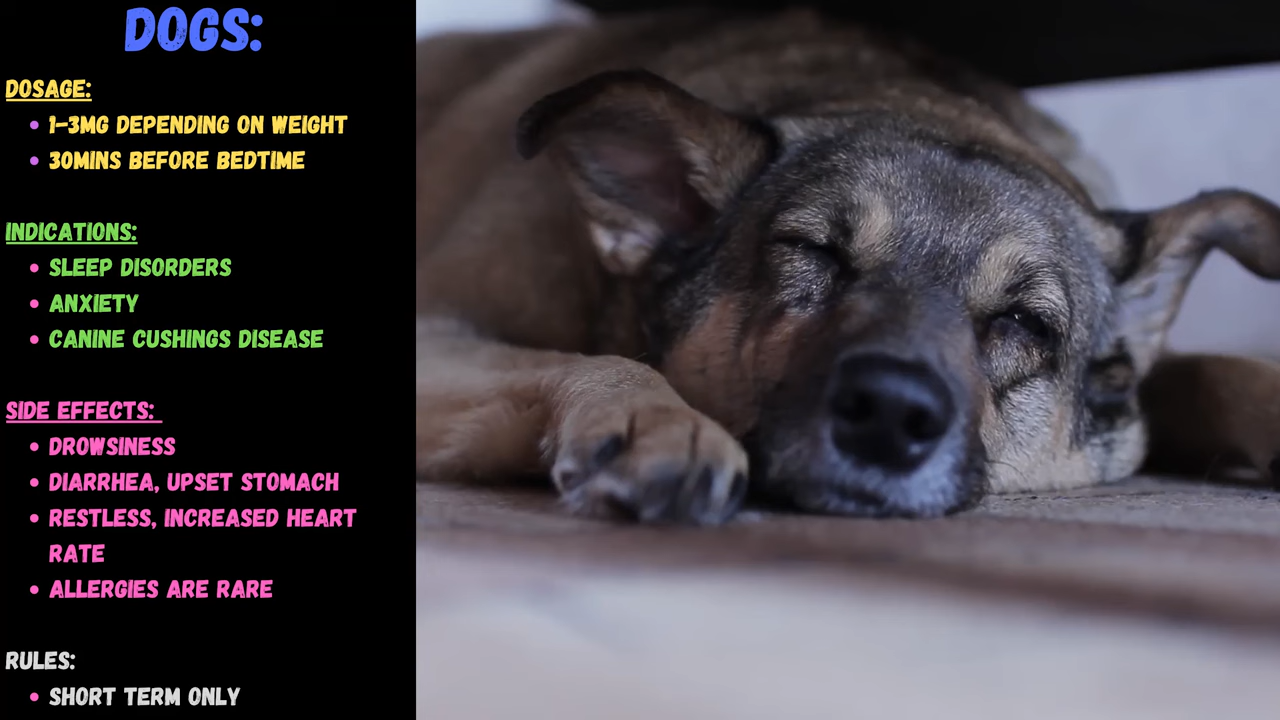 DOGS:
DOSAGE:
• 1-3MG DEPENDING ON WEIGHT
• 30MINS BEFORE BEDTIME
INDICATIONS:
• SLEEP DISORDERS
• ANXIETY
• CANINE CUSHINGS DISEASE
SIDE EFFECTS:
• DROWSINESS
• DIARRHEA, UPSET STOMACH
• RESTLESS, INCREASED HEART
RATE
• ALLERGIES ARE RARE
RULES:
• SHORT TERM ONLY